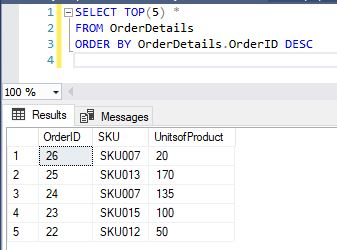 1 SELECT TOP(5) *
2 FROM OrderDetails
3 ORDER BY OrderDetails.OrderID DESC
4
100 %
Results Messages
OrderID SKU UnitsofProduct
1 26 SKU007 20
2 25 SKU013 170
3 24 SKU007 135
4 23 SKU015 100
5 22 SKU012 50